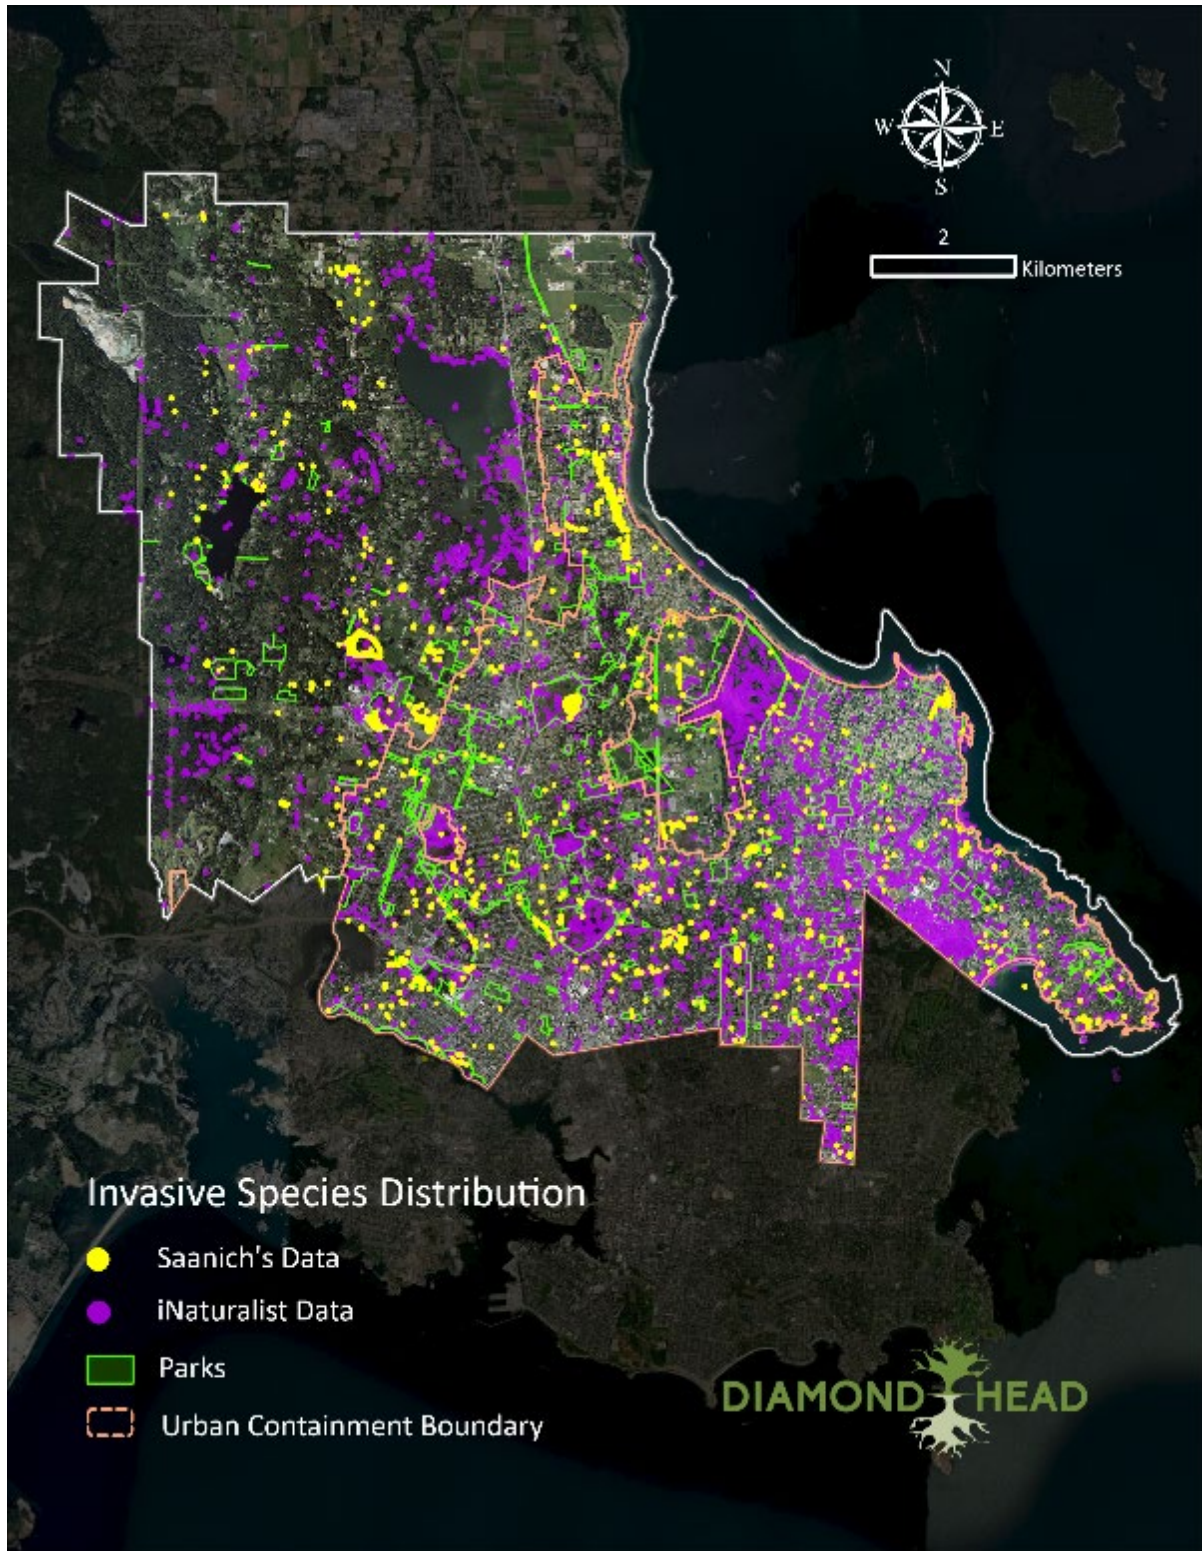 N
W E
S
2
Kilometers
Invasive Species Distribution
Saanich's Data
iNaturalist Data
Parks
Urban Containment Boundary
DIAMOND HEAD